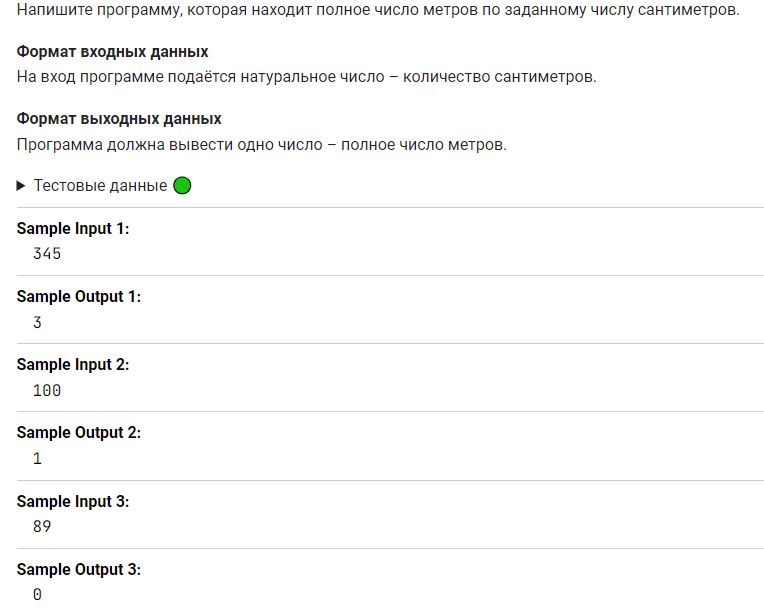 Напишите программу, которая находит полное число метров по заданному числу сантиметров.
Формат входных данных
На вход программе подаётся натуральное число – количество сантиметров.
Формат выходных данных
Программа должна вывести одно число – полное число метров.
Тестовые данные
Sample Input 1:
345
Sample Output 1:
3
Sample Input 2:
100
Sample Output 2:
1
Sample Input 3:
89
Sample Output 3:
0